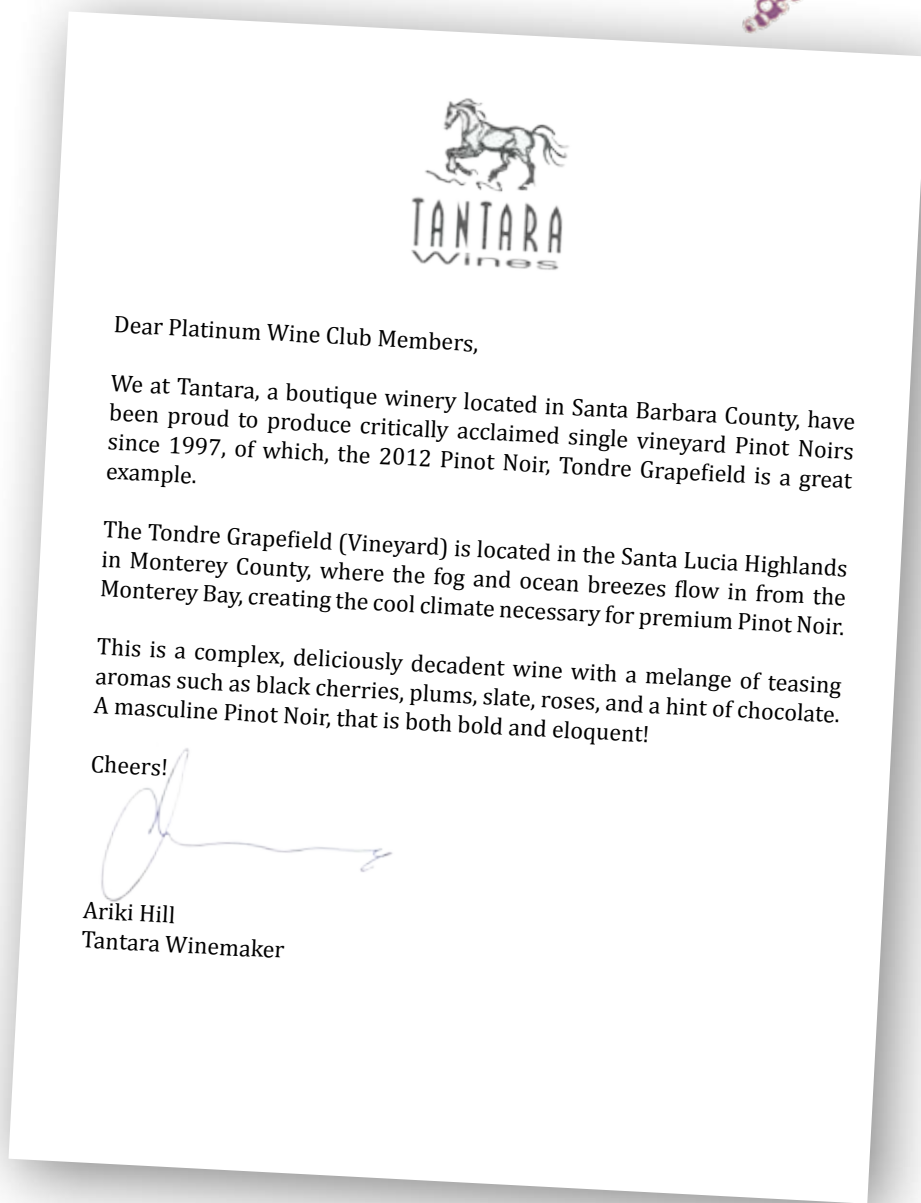 TANTARA
Wines
Dear Platinum Wine Club Members,
We at Tantara, a boutique winery located in Santa Barbara County, have
been proud to produce critically acclaimed single vineyard Pinot Noirs
since 1997, of which, the 2012 Pinot Noir, Tondre Grapefield is a great
example.
The Tondre Grapefield (Vineyard) is located in the Santa Lucia Highlands
in Monterey County, where the fog and ocean breezes flow in from the
Monterey Bay, creating the cool climate necessary for premium Pinot Noir.
This is a complex, deliciously decadent wine with a melange of teasing
aromas such as black cherries, plums, slate, roses, and a hint of chocolate.
A masculine Pinot Noir, that is both bold and eloquent!
Cheers!
Ariki Hill
Tantara Winemaker